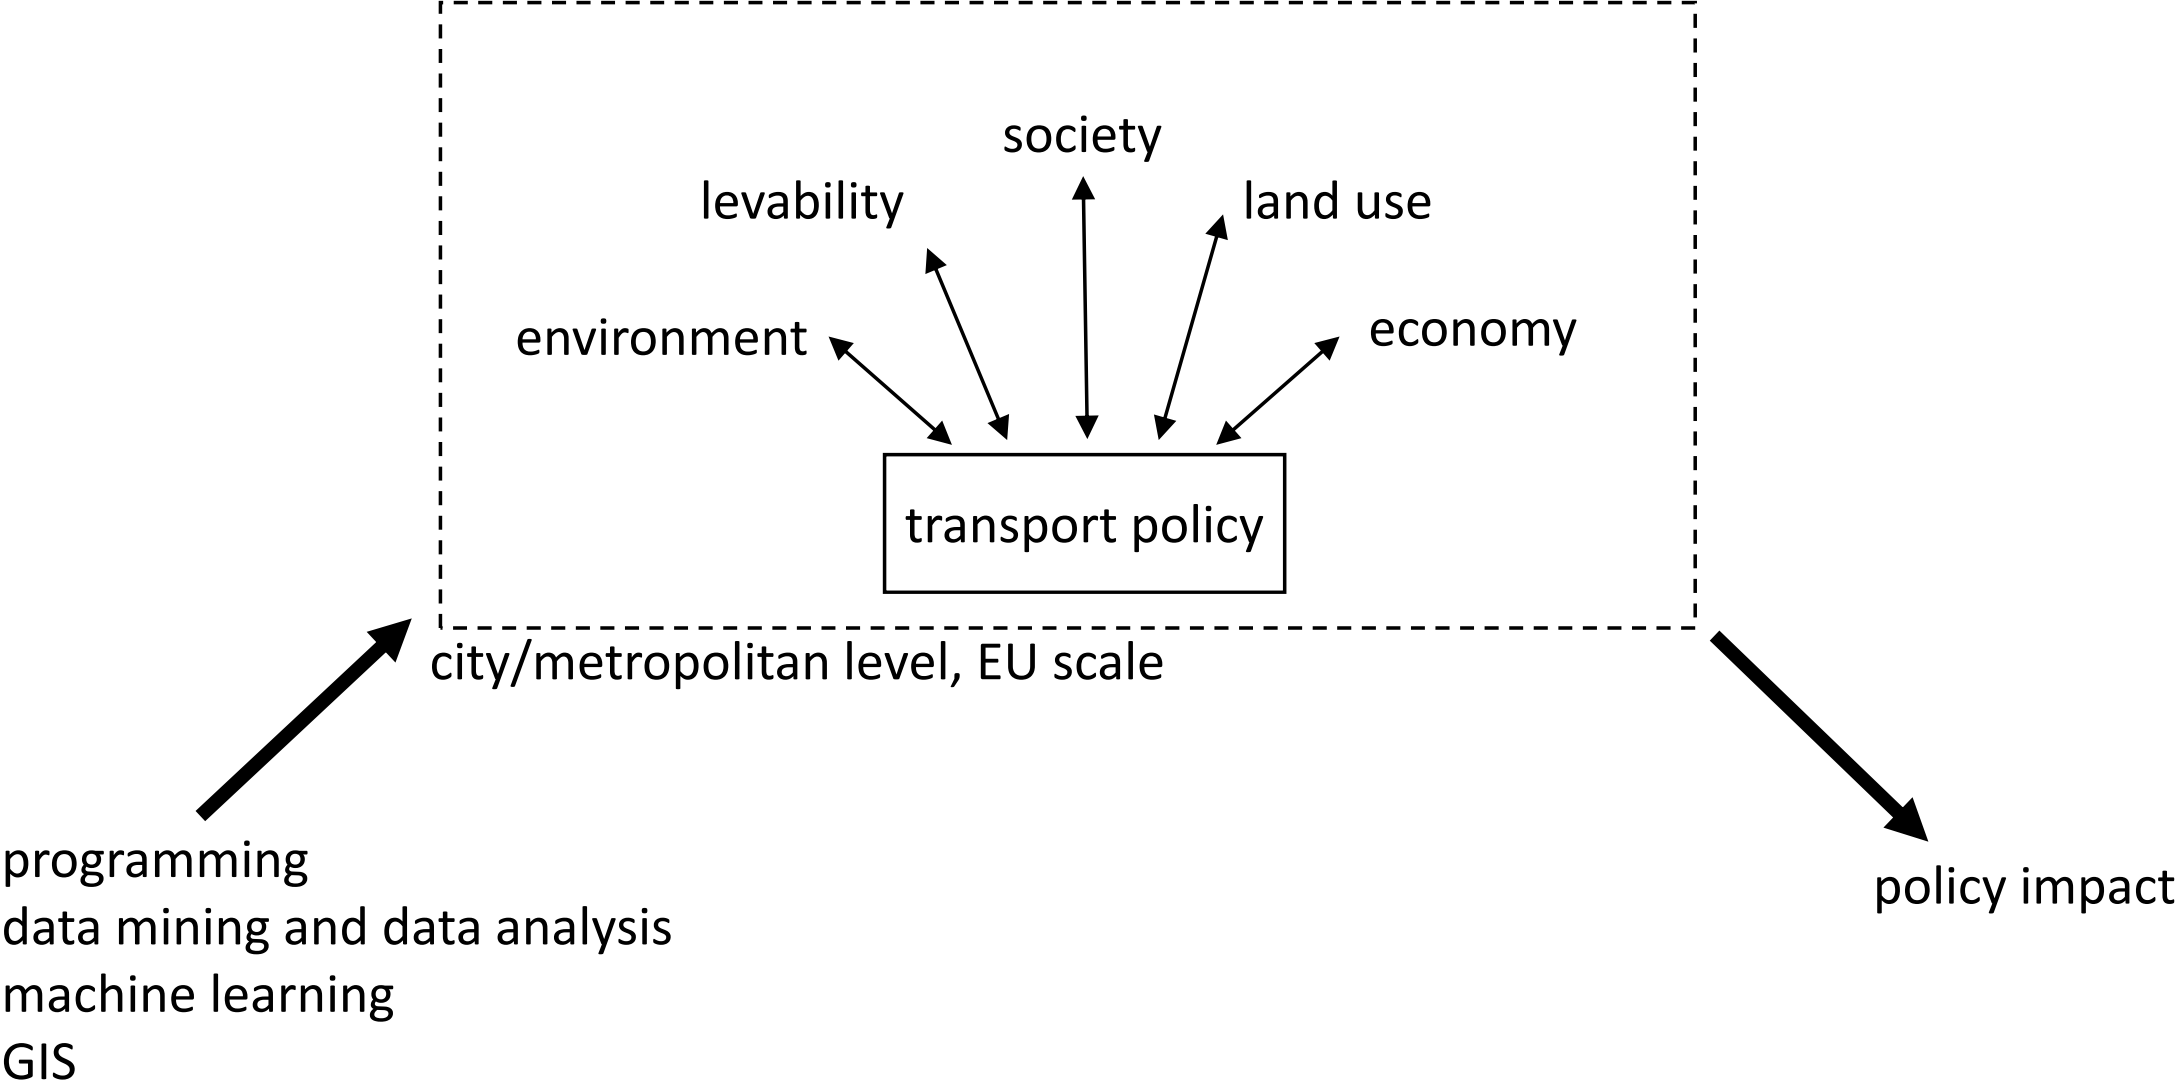 society
levability
land use
environment
economy
transport policy
city/metropolitan level, EU scale
programming
data mining and data analysis
machine learning
GIS
policy impact